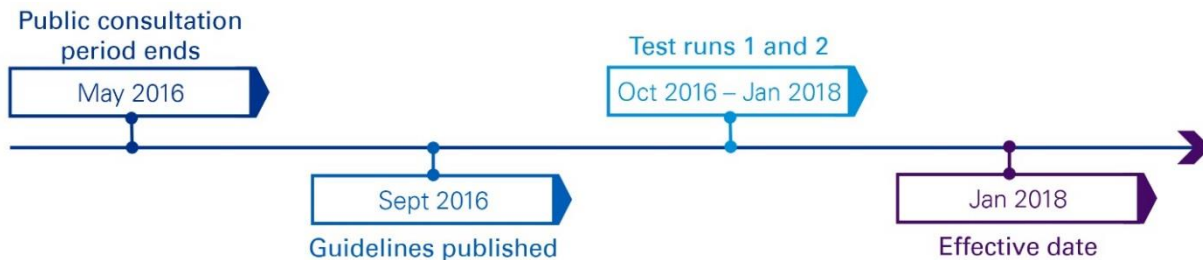 Public consultation
period ends
May 2016
Sept 2016
Guidelines published
Test runs 1 and 2
Oct 2016 – Jan 2018
Jan 2018
Effective date